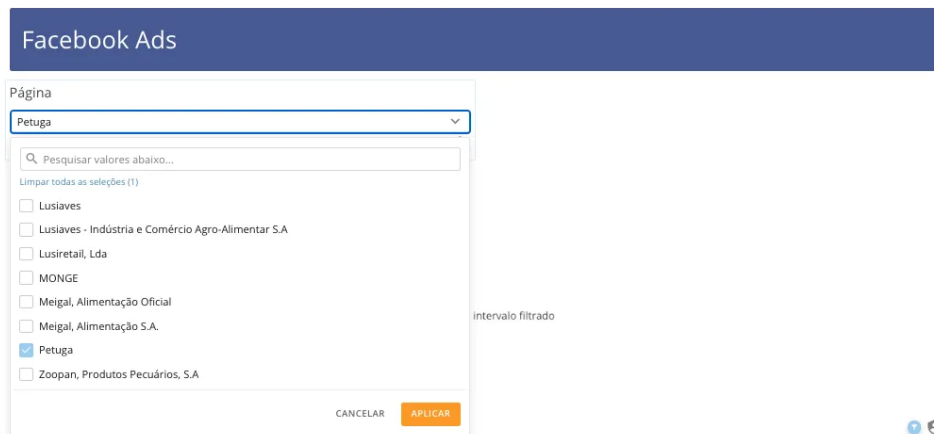 Facebook Ads
Página
Petuga
Pesquisar valores abaixo...
Limpar todas as seleções (1)
Lusiaves
Lusiaves - Indústria e Comércio Agro-Alimentar S.A
Lusiretail, Lda
MONGE
Meigal, Alimentação Oficial
intervalo filtrado
Meigal, Alimentação S.A.
Petuga
Zoopan, Produtos Pecuários, S.A
CANCELAR APLICAR